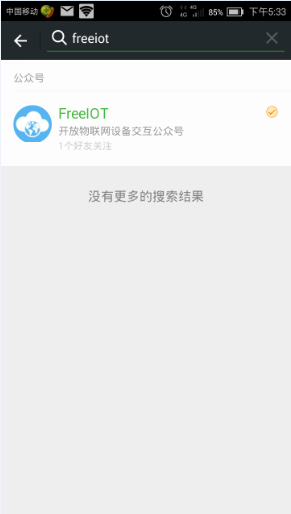 中国移动 4G 4G 85% 下午5:33
freeiot
公众号
FreeIOT
开放物联网设备交互公众号
1个好友关注
没有更多的搜索结果